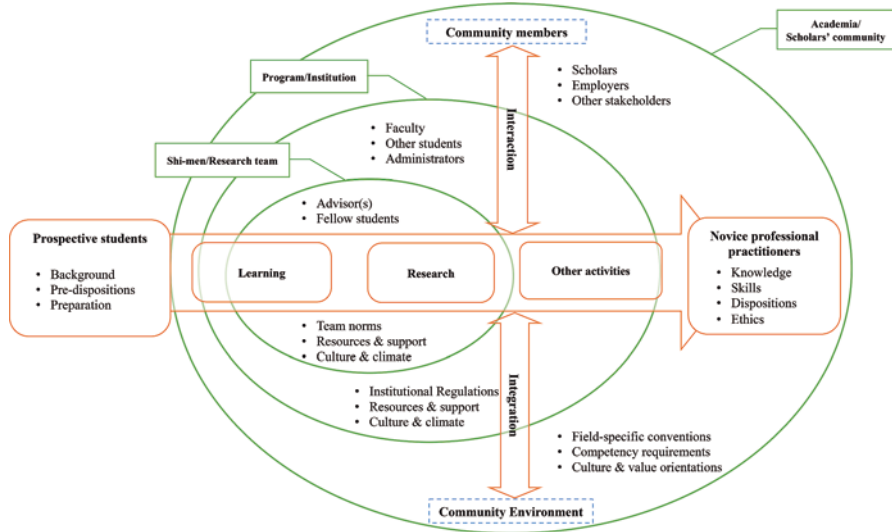 Community members
Academia/
Scholars' community
Program/Institution
• Scholars
• Employers
• Other stakeholders
Interaction
• Faculty
• Other students
• Administrators
Shi-men/Research team
• Advisor(s)
• Fellow students
Prospective students
• Background
• Pre-dispositions
• Preparation
Learning
Research
Other activities
Novice professional
practitioners
• Knowledge
• Skills
• Dispositions
• Ethics
• Team norms
• Resources & support
• Culture & climate
Integration
• Institutional Regulations
• Resources & support
• Culture & climate
• Field-specific conventions
• Competency requirements
• Culture & value orientations
Community Environment